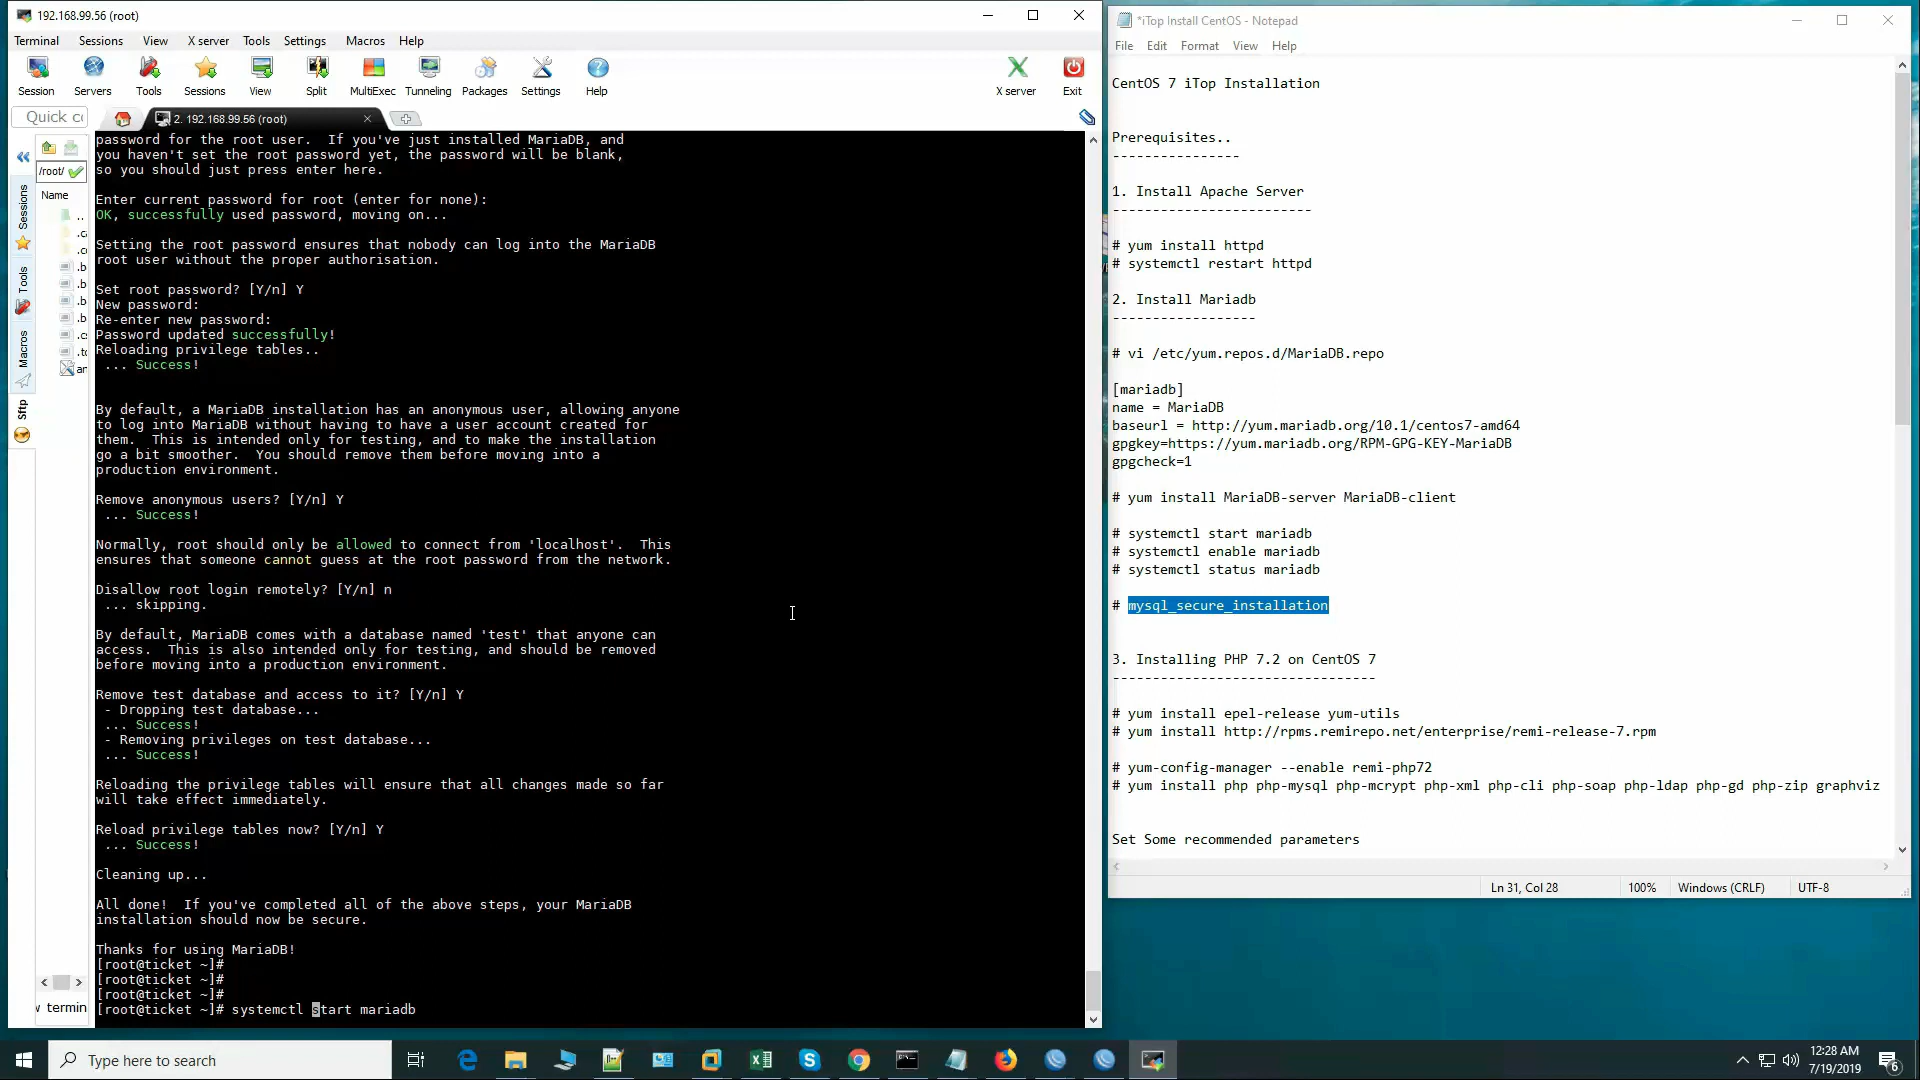 192.168.99.56 (root)
Terminal Sessions View X server Tools Settings Macros Help
Session Servers Tools Sessions View Split MultiExec Tunneling Packages Settings Help X server Exit
Quick c
2. 192.168.99.56 (root)
/root/
Name
..
.c
.c
.b
.b
.b
.b
.c
.t
an
Sessions
Tools
Macros
Sftp
termin
password for the root user.  If you've just installed MariaDB, and
you haven't set the root password yet, the password will be blank,
so you should just press enter here.
Enter current password for root (enter for none):
OK, successfully used password, moving on...
Setting the root password ensures that nobody can log into the MariaDB
root user without the proper authorisation.
Set root password? [Y/n] Y
New password:
Re-enter new password:
Password updated successfully!
Reloading privilege tables..
 ... Success!
By default, a MariaDB installation has an anonymous user, allowing anyone
to log into MariaDB without having to have a user account created for
them.  This is intended only for testing, and to make the installation
go a bit smoother.  You should remove them before moving into a
production environment.
Remove anonymous users? [Y/n] Y
 ... Success!
Normally, root should only be allowed to connect from 'localhost'.  This
ensures that someone cannot guess at the root password from the network.
Disallow root login remotely? [Y/n] n
 ... skipping.
By default, MariaDB comes with a database named 'test' that anyone can
access.  This is also intended only for testing, and should be removed
before moving into a production environment.
Remove test database and access to it? [Y/n] Y
 - Dropping test database...
 ... Success!
 - Removing privileges on test database...
 ... Success!
Reloading the privilege tables will ensure that all changes made so far
will take effect immediately.
Reload privilege tables now? [Y/n] Y
 ... Success!
Cleaning up...
All done!  If you've completed all of the above steps, your MariaDB
installation should now be secure.
Thanks for using MariaDB!
[root@ticket ~]#
[root@ticket ~]#
[root@ticket ~]#
[root@ticket ~]# systemctl start mariadb
*iTop Install CentOS - Notepad
File Edit Format View Help
CentOS 7 iTop Installation
Prerequisites..
----------------
1. Install Apache Server
-------------------------
# yum install httpd
# systemctl restart httpd
2. Install Mariadb
------------------
# vi /etc/yum.repos.d/MariaDB.repo
[mariadb]
name = MariaDB
baseurl = http://yum.mariadb.org/10.1/centos7-amd64
gpgkey=https://yum.mariadb.org/RPM-GPG-KEY-MariaDB
gpgcheck=1
# yum install MariaDB-server MariaDB-client
# systemctl start mariadb
# systemctl enable mariadb
# systemctl status mariadb
# mysql_secure_installation
3. Installing PHP 7.2 on CentOS 7
---------------------------------
# yum install epel-release yum-utils
# yum install http://rpms.remirepo.net/enterprise/remi-release-7.rpm
# yum-config-manager --enable remi-php72
# yum install php php-mysql php-mcrypt php-xml php-cli php-soap php-ldap php-gd php-zip graphviz
Set Some recommended parameters
Ln 31, Col 28 100% Windows (CRLF) UTF-8
Type here to search
12:28 AM
7/19/2019
6